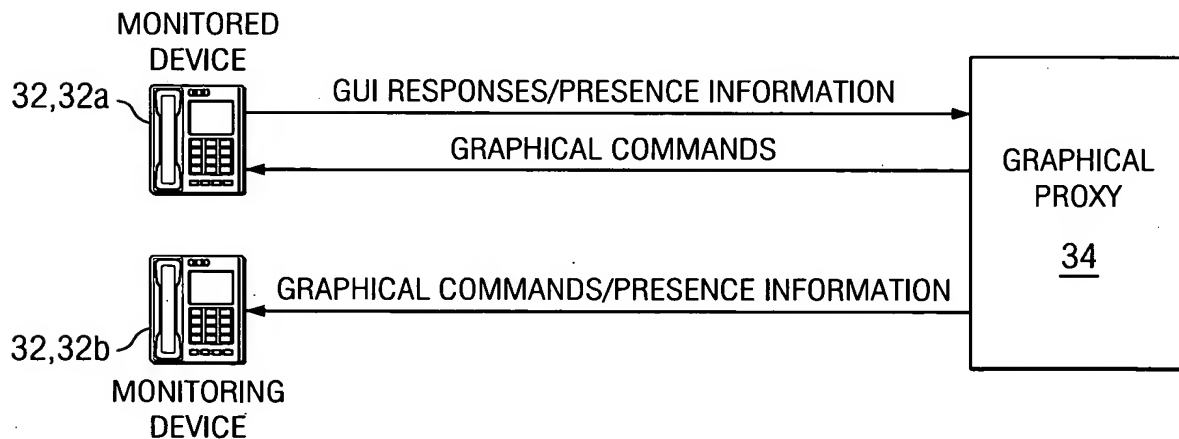 MONITORED
DEVICE
32,32a
GUI RESPONSES/PRESENCE INFORMATION
GRAPHICAL COMMANDS
GRAPHICAL
PROXY
34
GRAPHICAL COMMANDS/PRESENCE INFORMATION
32,32b
MONITORING
DEVICE